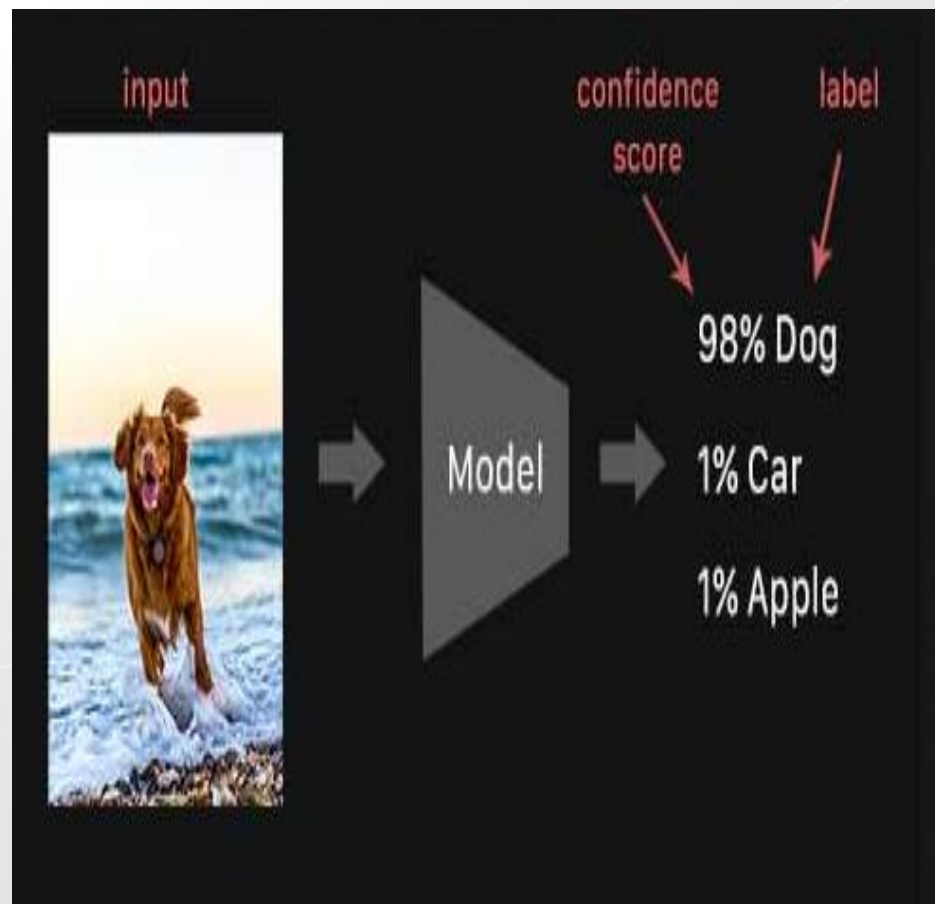 input
confidence
score
label
98% Dog
Model
1% Car
1% Apple